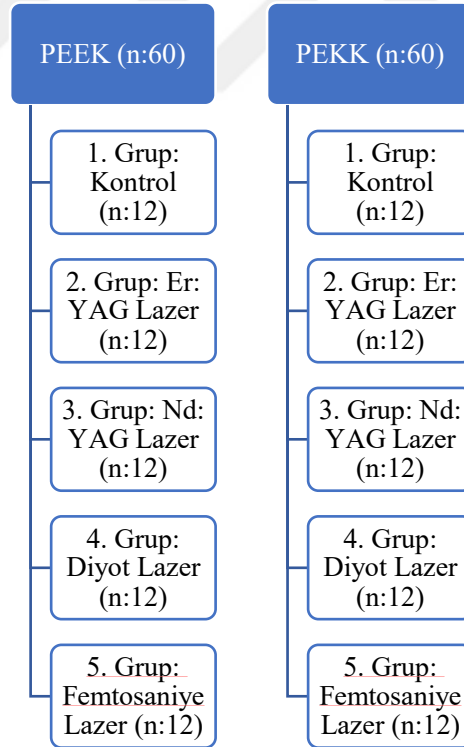 PEEK (n:60)
1. Grup:
Kontrol
(n:12)
2. Grup: Er:
YAG Lazer
(n:12)
3. Grup: Nd:
YAG Lazer
(n:12)
4. Grup:
Diyot Lazer
(n:12)
5. Grup:
Femtosaniye
Lazer (n:12)
PEKK (n:60)
1. Grup:
Kontrol
(n:12)
2. Grup: Er:
YAG Lazer
(n:12)
3. Grup: Nd:
YAG Lazer
(n:12)
4. Grup:
Diyot Lazer
(n:12)
5. Grup:
Femtosaniye
Lazer (n:12)